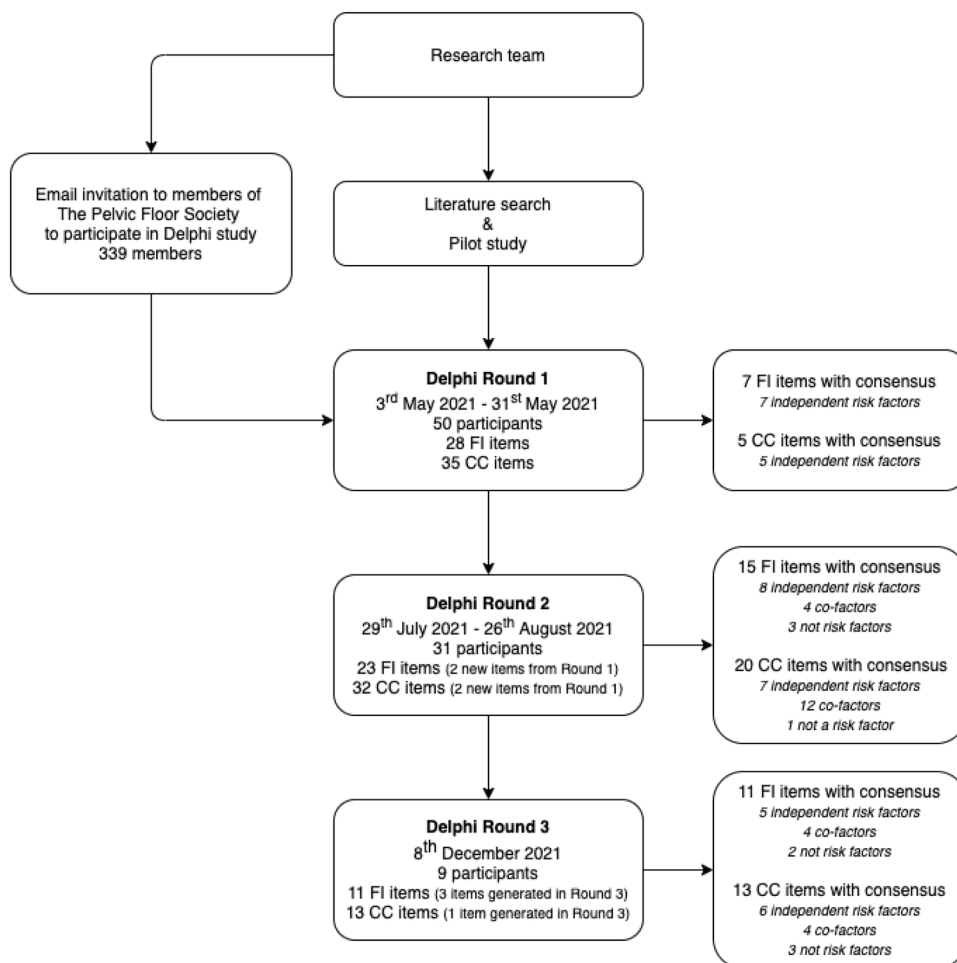 Research team
Email invitation to members of
The Pelvic Floor Society
to participate in Delphi study
339 members
Literature search
&
Pilot study
Delphi Round 1
3rd May 2021 - 31st May 2021
50 participants
28 FI items
35 CC items
7 FI items with consensus
7 independent risk factors
5 CC items with consensus
5 independent risk factors
Delphi Round 2
29th July 2021 - 26th August 2021
31 participants
23 FI items (2 new items from Round 1)
32 CC items (2 new items from Round 1)
15 FI items with consensus
8 independent risk factors
4 co-factors
3 not risk factors
20 CC items with consensus
7 independent risk factors
12 co-factors
1 not a risk factor
Delphi Round 3
8th December 2021
9 participants
11 FI items (3 items generated in Round 3)
13 CC items (1 item generated in Round 3)
11 FI items with consensus
5 independent risk factors
4 co-factors
2 not risk factors
13 CC items with consensus
6 independent risk factors
4 co-factors
3 not risk factors